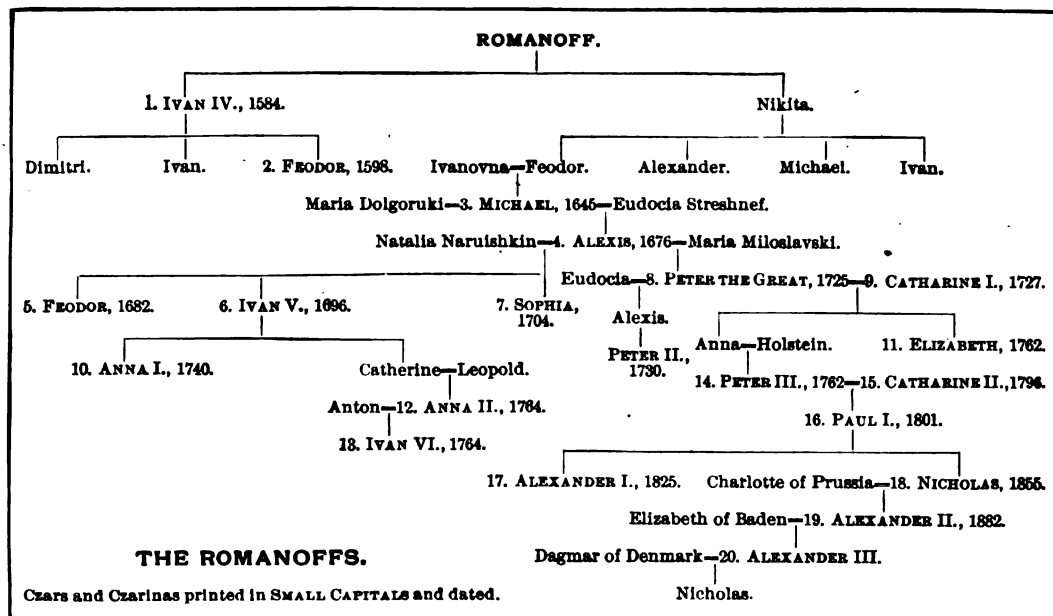 ROMANOFF.
1. IVAN IV., 1584. Nikita.
Dimitri. Ivan. 2. FEODOR, 1598. Ivanovna=Feodor. Alexander. Michael. Ivan.
Maria Dolgoruki=3. MICHAEL, 1645=Eudocia Streshnef.
Natalia Naruishkin=4. ALEXIS, 1676=Maria Miloslavski.
Eudocia=8. PETER THE GREAT, 1725=9. CATHARINE I., 1727.
5. FEODOR, 1682. 6. IVAN V., 1696. 7. SOPHIA,
1704.
Alexis.
PETER II.,
1730.
Anna=Holstein. 11. ELIZABETH, 1762.
10. ANNA I., 1740. Catherine=Leopold.
14. PETER III., 1762=15. CATHARINE II., 1796.
Anton=12. ANNA II., 1764.
16. PAUL I., 1801.
13. IVAN VI., 1764.
17. ALEXANDER I., 1825. Charlotte of Prussia=18. NICHOLAS, 1855.
Elizabeth of Baden=19. ALEXANDER II., 1882.
THE ROMANOFFS.
Dagmar of Denmark=20. ALEXANDER III.
Czars and Czarinas printed in SMALL CAPITALS and dated.
Nicholas.